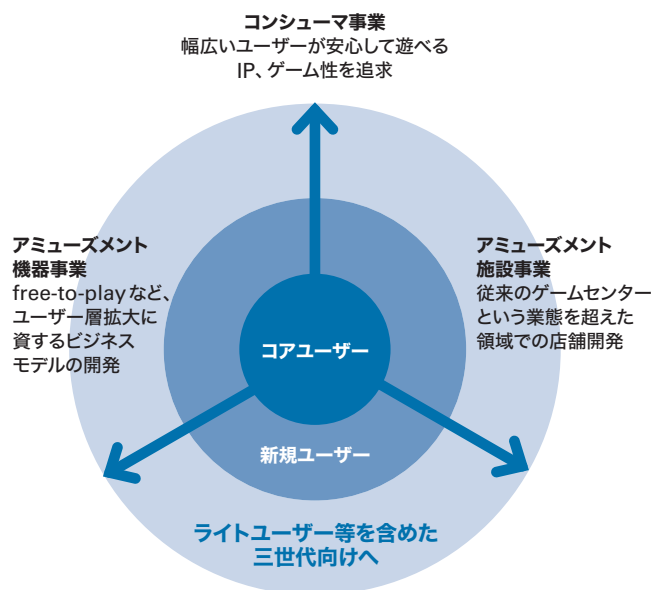 コンシューマ事業
幅広いユーザーが安心して遊べる
IP、ゲーム性を追求
アミューズメント
機器事業
free-to-playなど、
ユーザー層拡大に
資するビジネス
モデルの開発
アミューズメント
施設事業
従来のゲームセンター
という業態を超えた
領域での店舗開発
コアユーザー
新規ユーザー
ライトユーザー等を含めた
三世代向けへ